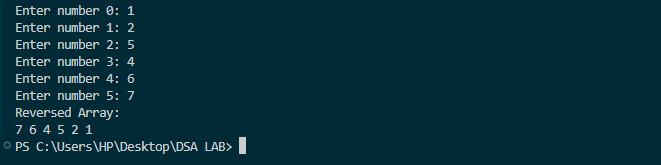 Enter number 0: 1
Enter number 1: 2
Enter number 2: 5
Enter number 3: 4
Enter number 4: 6
Enter number 5: 7
Reversed Array:
7 6 4 5 2 1
PS C:\Users\HP\Desktop\DSA LAB>